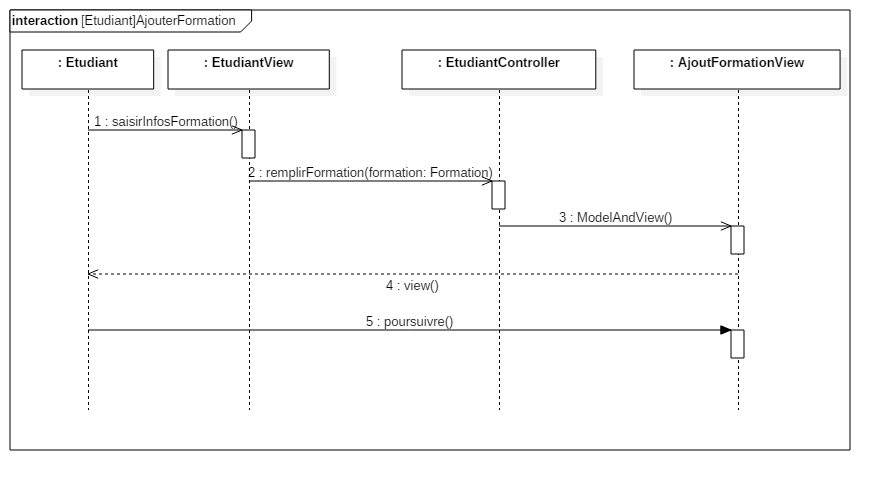 interaction [Etudiant]AjouterFormation
: Etudiant
: EtudiantView
: EtudiantController
: AjoutFormationView
1 : saisirInfosFormation()
2 : remplirFormation(formation: Formation)
3 : ModelAndView()
4 : view()
5 : poursuivre()